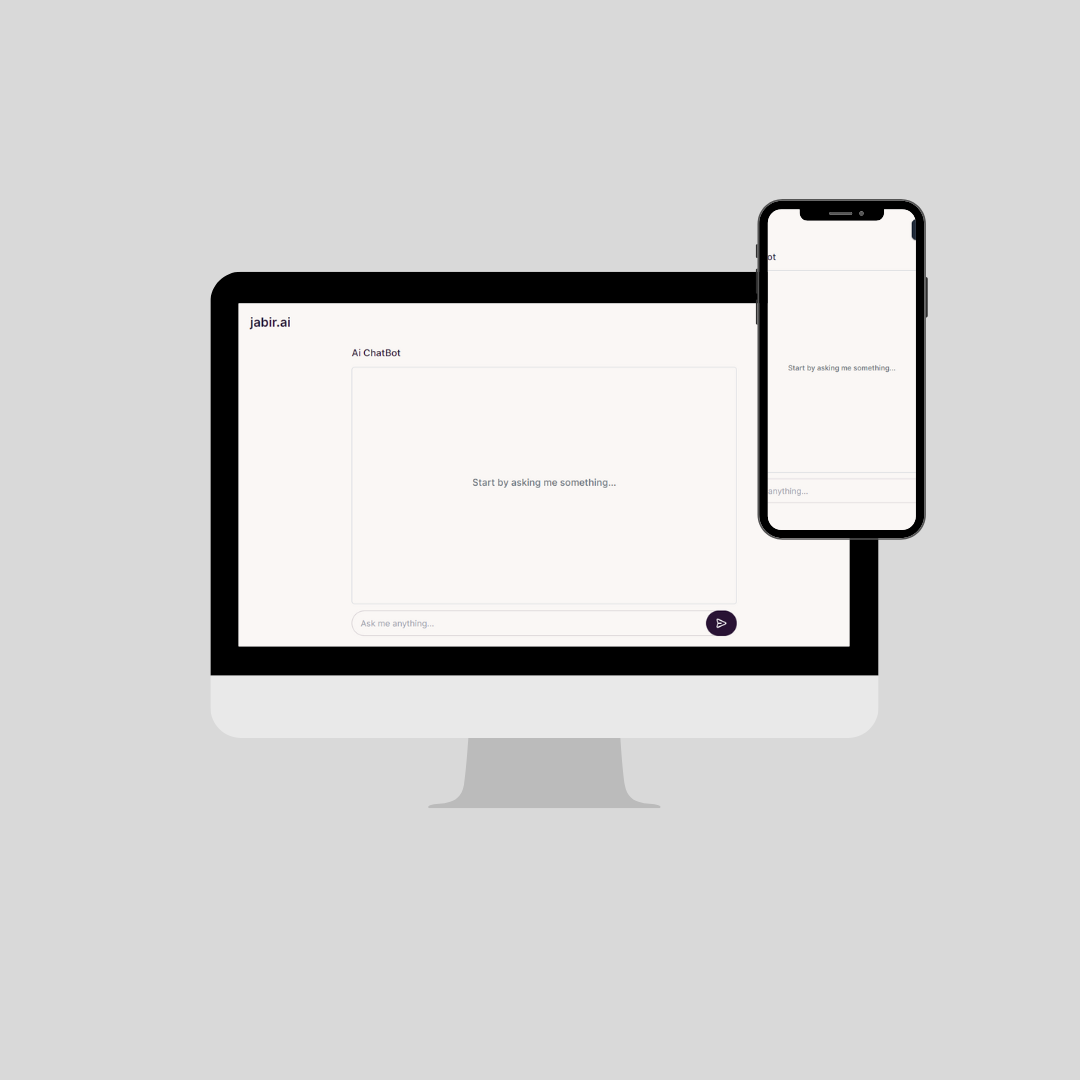 jabir.ai
Ai ChatBot
Start by asking me something...
Ask me anything...
ot
Start by asking me something...
anything...